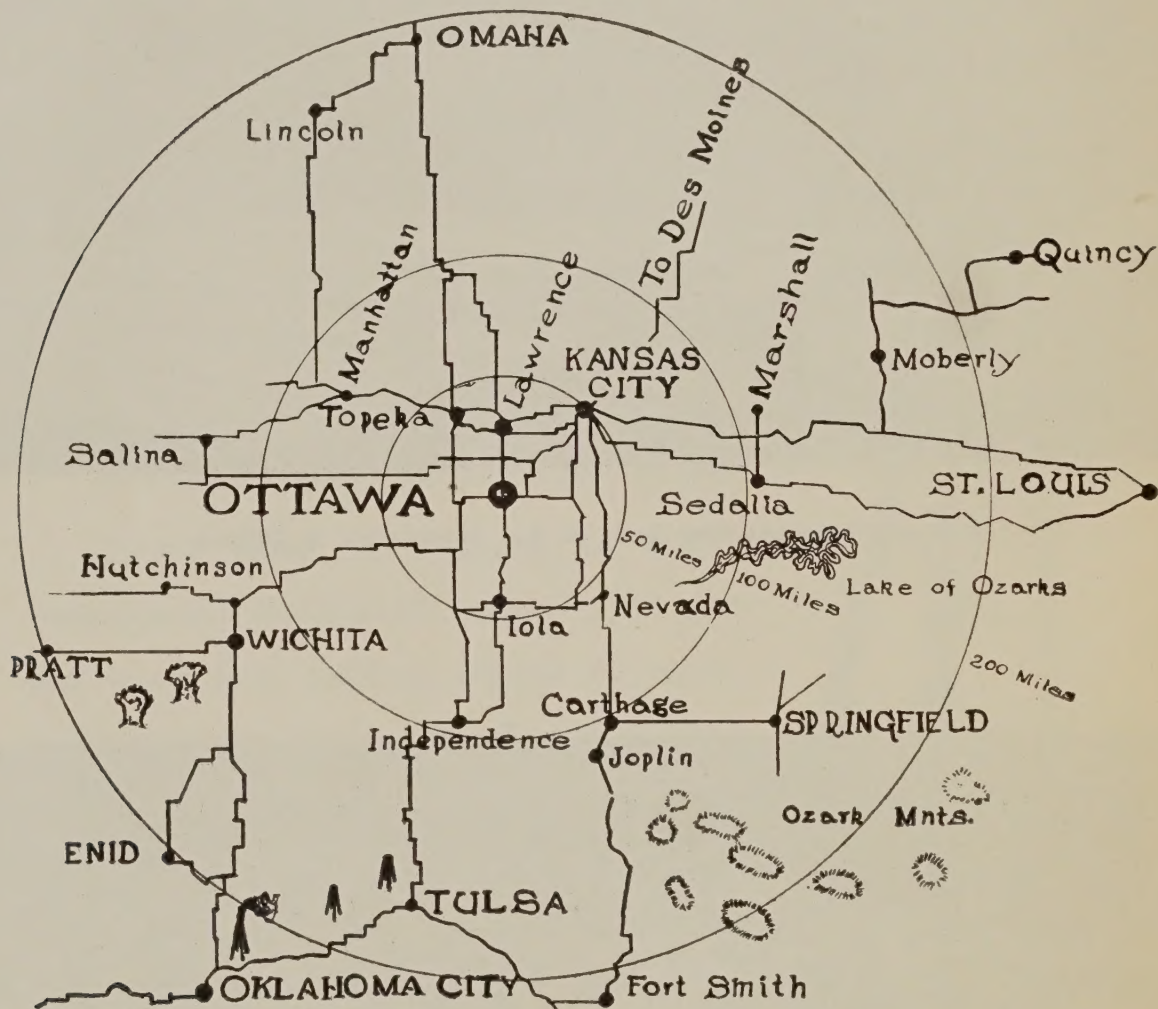 OMAHA
Lincoln
To Des Moines
Manhattan
Lawrence
Marshall
Quincy
KANSAS
CITY
Moberly
Topeka
Salina
OTTAWA
Sedalia
ST. LOUIS
50 Miles
100 Miles
Lake of Ozarks
Hutchinson
Iola
Nevada
WICHITA
PRATT
200 Miles
Independence
Carthage
SPRINGFIELD
Joplin
Ozark Mnts.
ENID
TULSA
OKLAHOMA CITY
Fort Smith